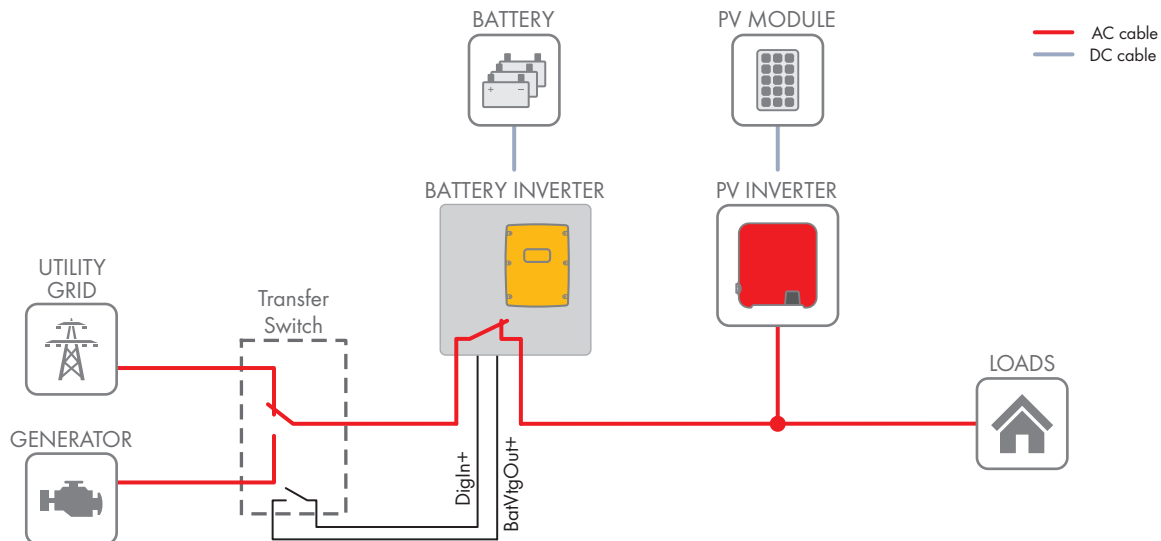 BATTERY
PV MODULE
AC cable
DC cable
+ −
BATTERY INVERTER
PV INVERTER
UTILITY
GRID
Transfer
Switch
LOADS
GENERATOR
DigIn+
BatVtgOut+